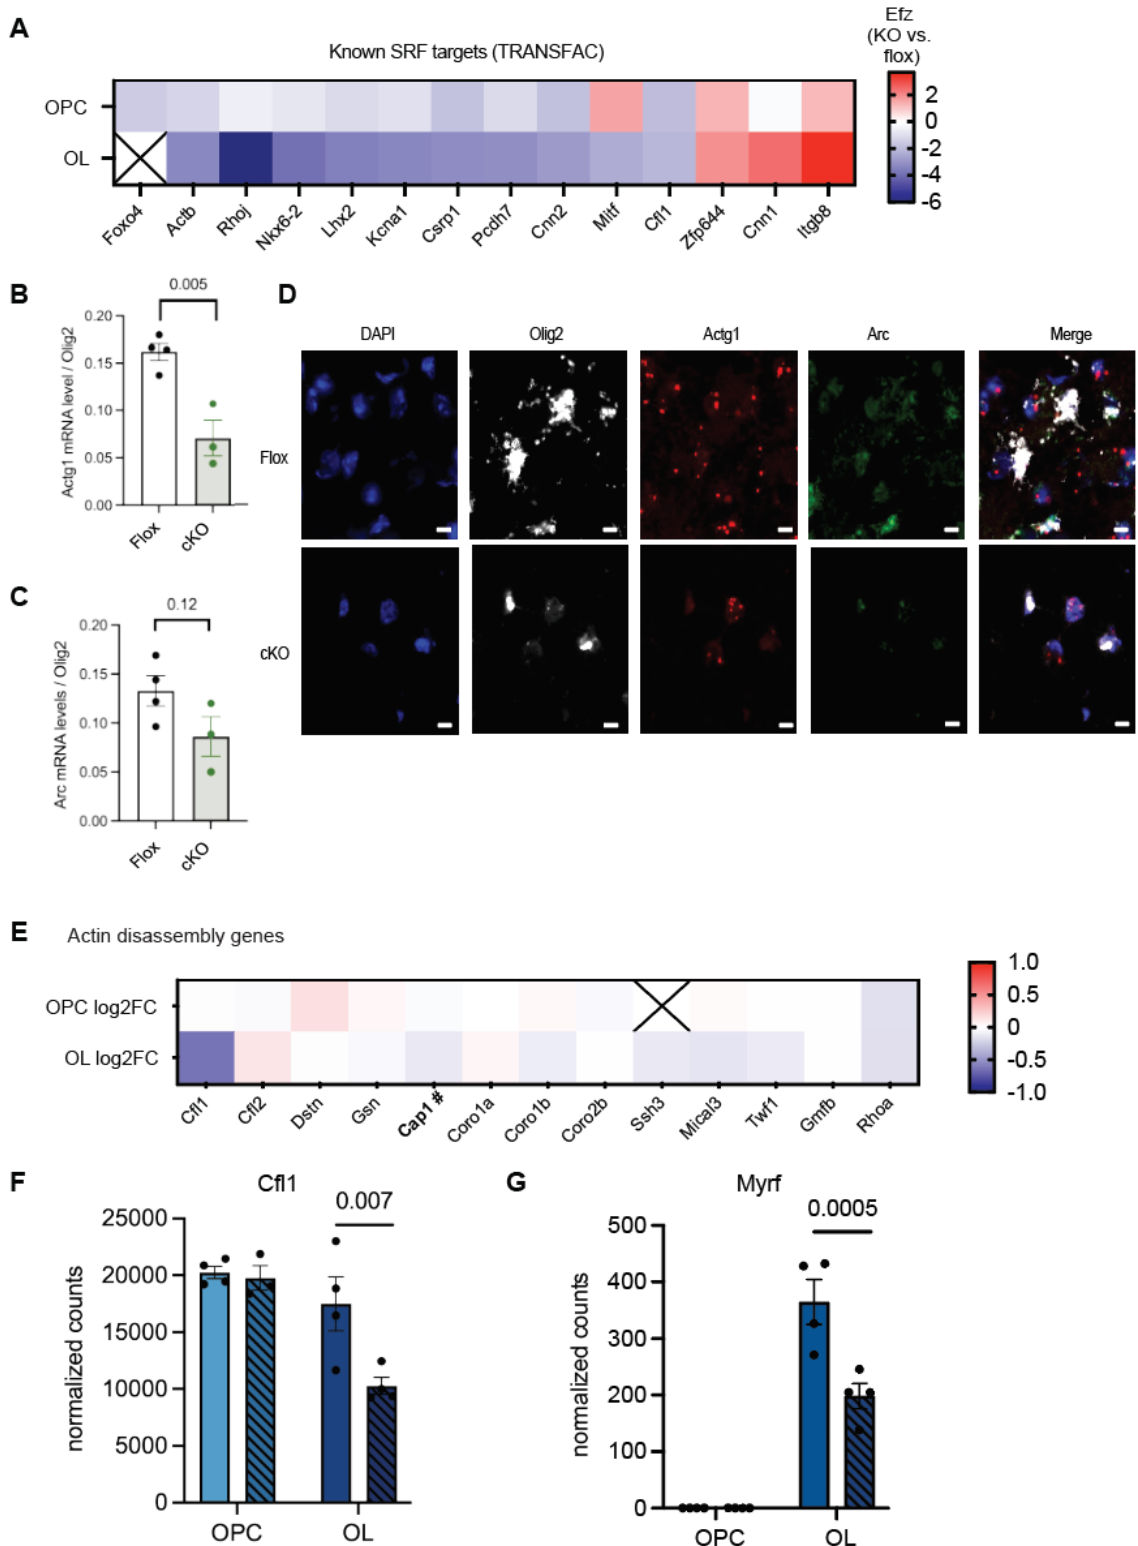 A
Known SRF targets (TRANSFAC)
Efz
(KO vs.
flox)
OPC
OL
2
0
-2
-4
-6
Foxo4
Actb
Rhoj
Nkx6-2
Lhx2
Kcna1
Csrp1
Pcdh7
Cnn2
Mitf
Cfl1
Zfp644
Cnn1
Itgb8
B
0.005
Actg1 mRNA level / Olig2
0.20
0.15
0.10
0.05
0.00
Flox
cKO
C
0.12
Arc mRNA levels / Olig2
0.20
0.15
0.10
0.05
0.00
Flox
cKO
D
DAPI
Olig2
Actg1
Arc
Merge
Flox
cKO
E
Actin disassembly genes
OPC log2FC
OL log2FC
1.0
0.5
0
-0.5
-1.0
Cfl1
Cfl2
Dstn
Gsn
Cap1 #
Coro1a
Coro1b
Coro2b
Ssh3
Mical3
Twf1
Gmfb
Rhoa
F
Cfl1
0.007
normalized counts
25000
20000
15000
10000
5000
0
OPC
OL
G
Myrf
0.0005
normalized counts
500
400
300
200
100
0
OPC
OL